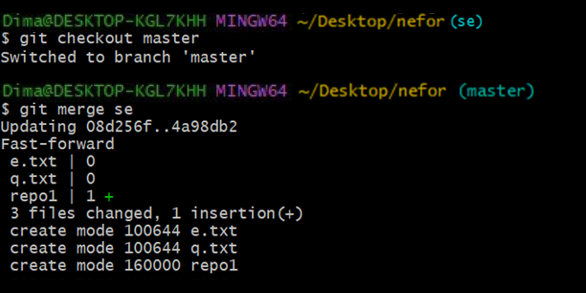 Dima@DESKTOP-KGL7KHH MINGW64 ~/Desktop/nefor (se)
$ git checkout master
Switched to branch 'master'
Dima@DESKTOP-KGL7KHH MINGW64 ~/Desktop/nefor (master)
$ git merge se
Updating 08d256f..4a98db2
Fast-forward
e.txt | 0
q.txt | 0
repo1 | 1 +
3 files changed, 1 insertion(+)
create mode 100644 e.txt
create mode 100644 q.txt
create mode 160000 repo1